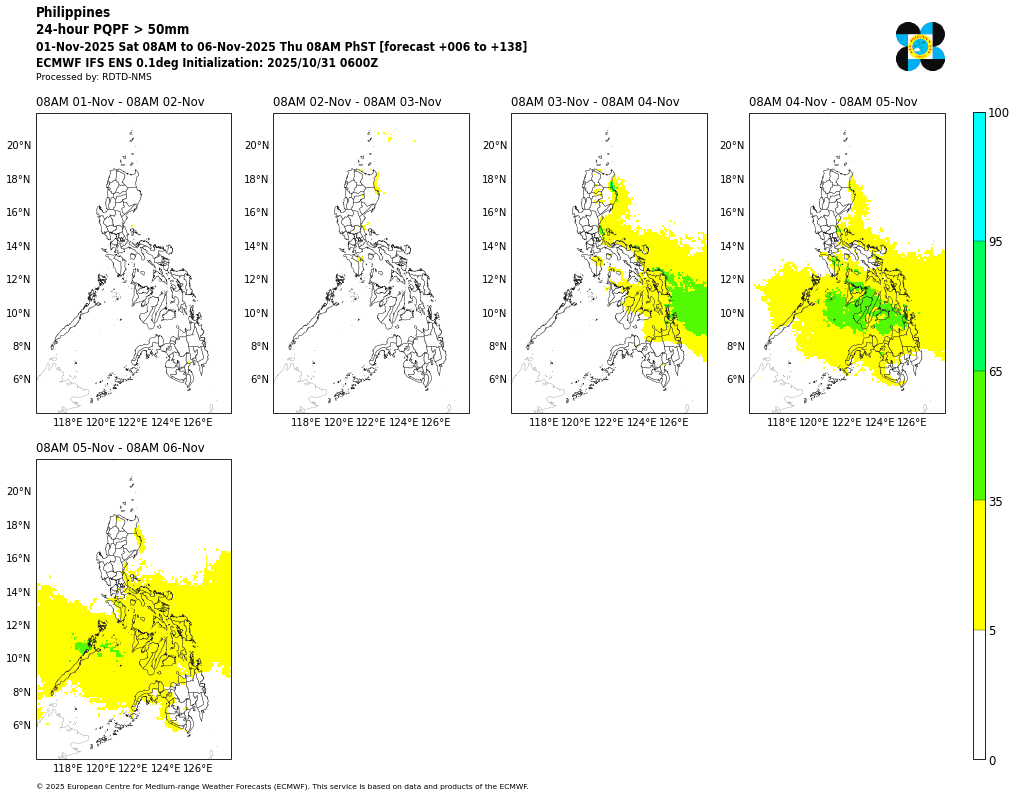 Philippines
24-hour PQPF > 50mm
01-Nov-2025 Sat 08AM to 06-Nov-2025 Thu 08AM PhST [forecast +006 to +138]
ECMWF IFS ENS 0.1deg Initialization: 2025/10/31 0600Z
Processed by: RDTD-NMS
08AM 01-Nov - 08AM 02-Nov
20°N
18°N
16°N
14°N
12°N
10°N
8°N
6°N
118°E 120°E 122°E 124°E 126°E
08AM 02-Nov - 08AM 03-Nov
20°N
18°N
16°N
14°N
12°N
10°N
8°N
6°N
118°E 120°E 122°E 124°E 126°E
08AM 03-Nov - 08AM 04-Nov
20°N
18°N
16°N
14°N
12°N
10°N
8°N
6°N
118°E 120°E 122°E 124°E 126°E
08AM 04-Nov - 08AM 05-Nov
20°N
18°N
16°N
14°N
12°N
10°N
8°N
6°N
118°E 120°E 122°E 124°E 126°E
100
95
65
35
5
0
08AM 05-Nov - 08AM 06-Nov
20°N
18°N
16°N
14°N
12°N
10°N
8°N
6°N
118°E 120°E 122°E 124°E 126°E
© 2025 European Centre for Medium-range Weather Forecasts (ECMWF). This service is based on data and products of the ECMWF.